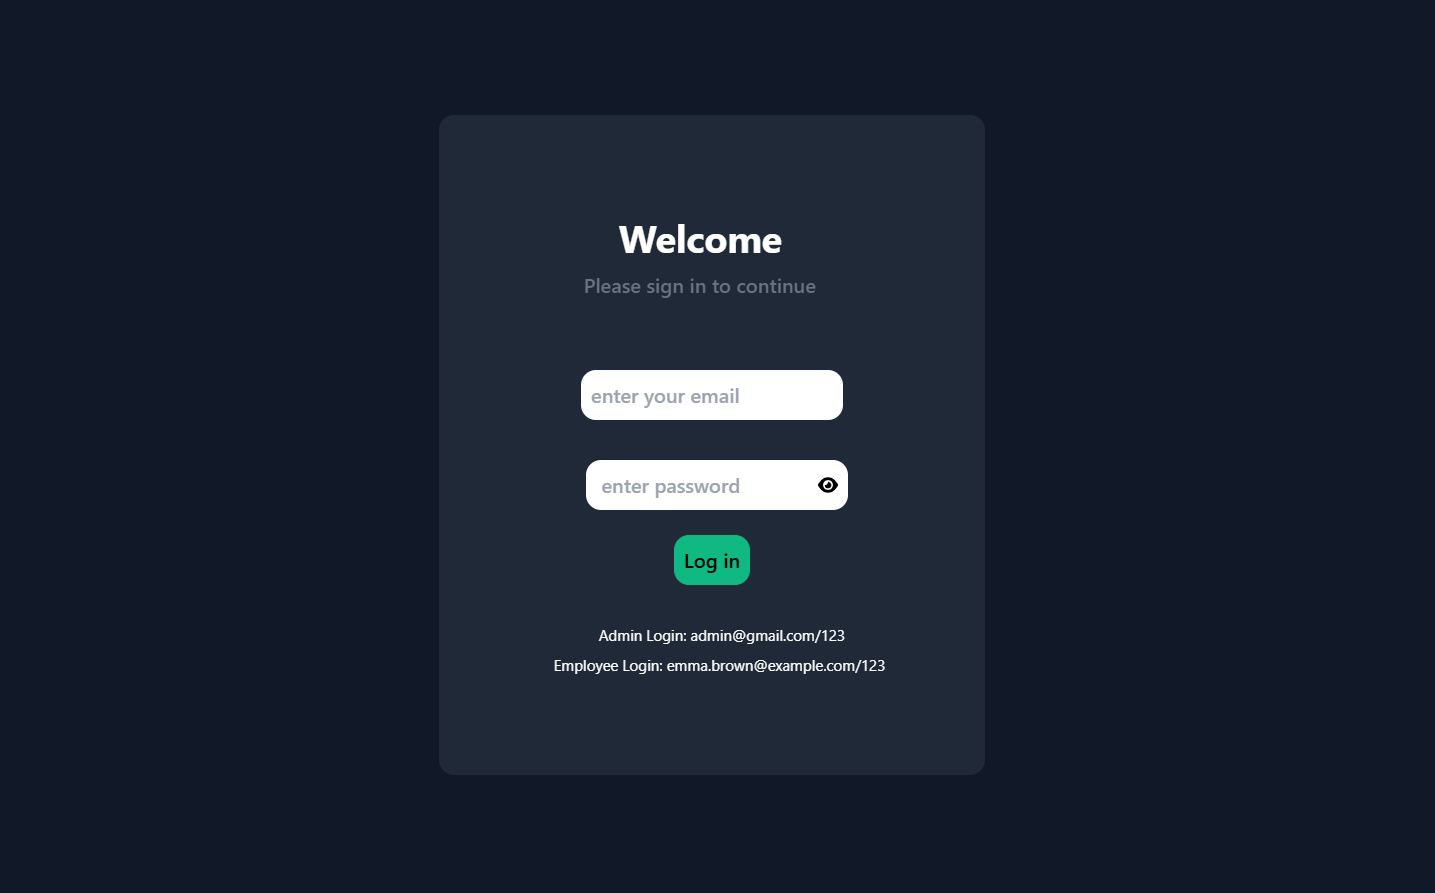 Welcome
Please sign in to continue
enter your email
enter password
Log in
Admin Login: admin@gmail.com/123
Employee Login: emma.brown@example.com/123